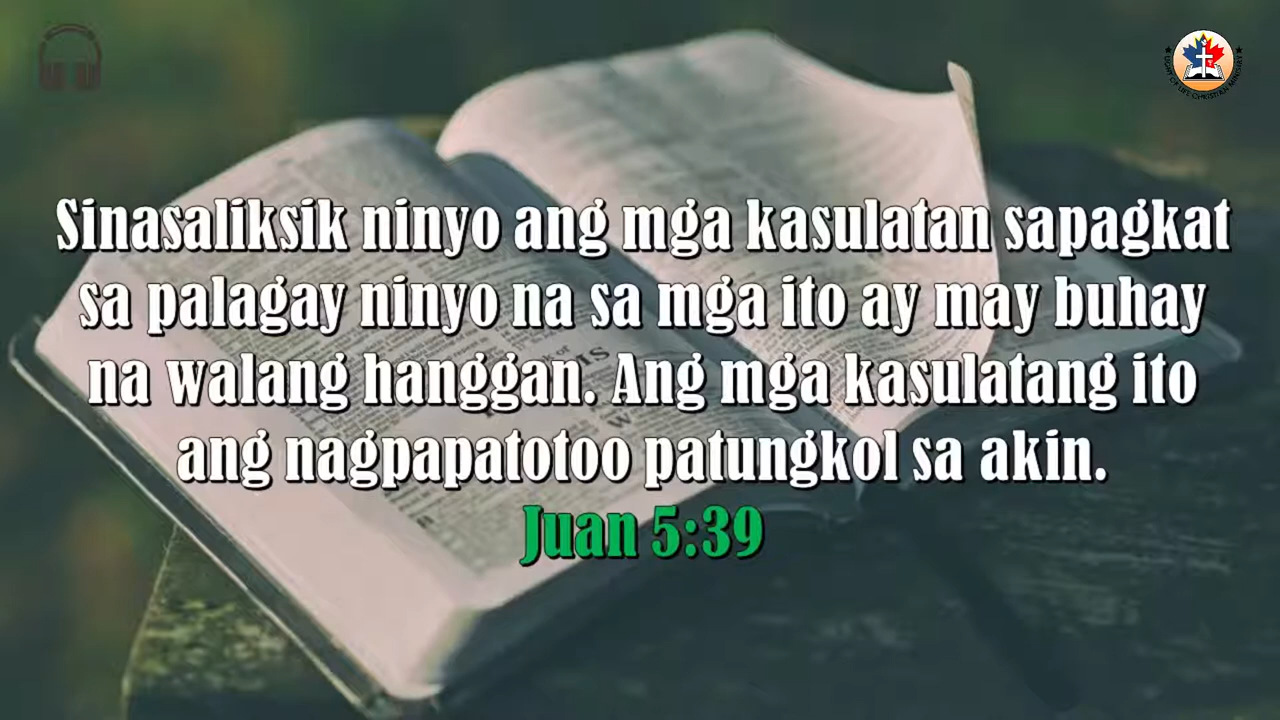 Sinasaliksik ninyo ang mga kasulatan sapagkat
sa palagay ninyo na sa mga ito ay may buhay
na walang hanggan. Ang mga kasulatang ito
ang nagpapatotoo patungkol sa akin.
Juan 5:39